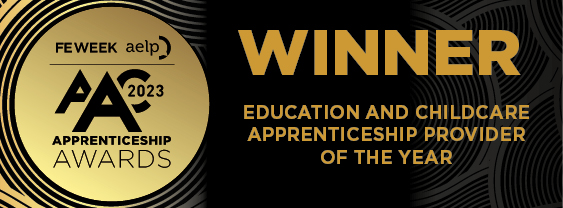 FE WEEK aelp
AAC 2023
APPRENTICESHIP
AWARDS
WINNER
EDUCATION AND CHILDCARE
APPRENTICESHIP PROVIDER
OF THE YEAR